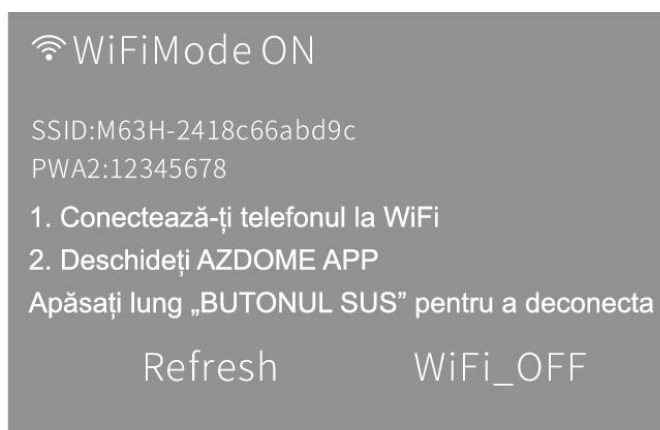 WiFiMode ON
SSID:M63H-2418c66abd9c
PWA2:12345678
1. Conectează-ți telefonul la WiFi
2. Deschideți AZDOME APP
Apăsați lung „BUTONUL SUS” pentru a deconecta
Refresh WiFi_OFF